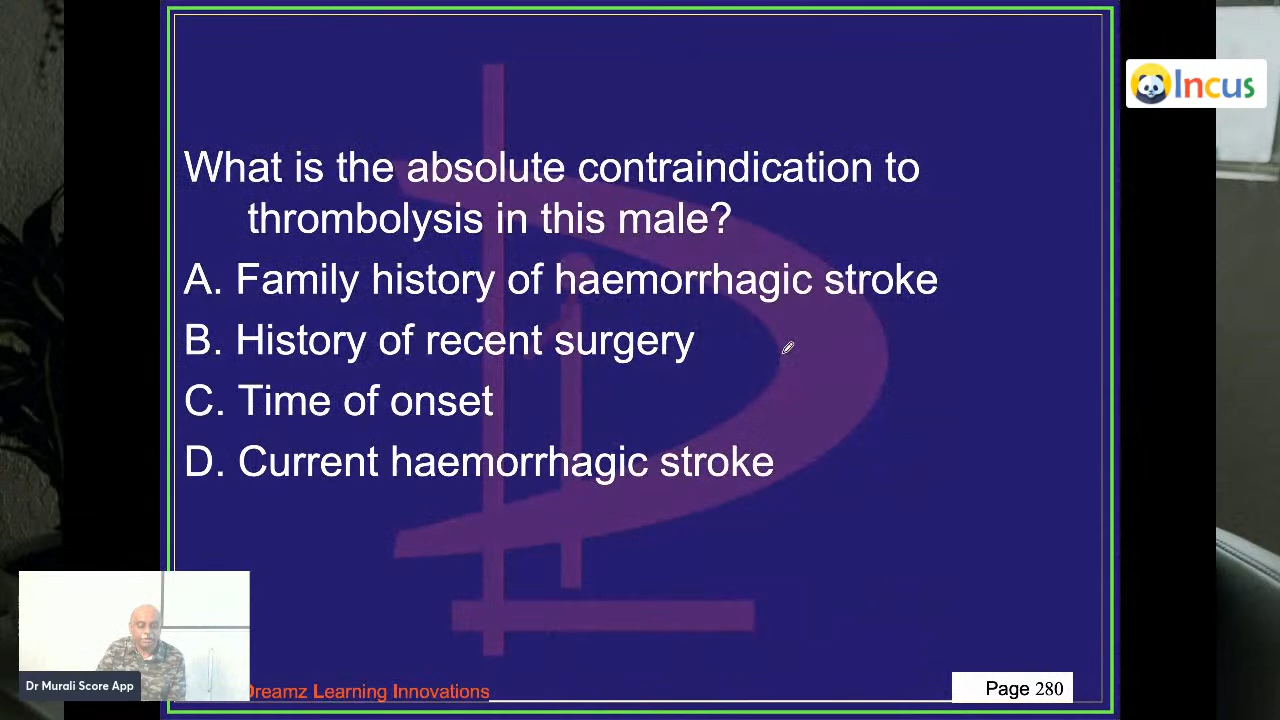 Incus
What is the absolute contraindication to
thrombolysis in this male?
A. Family history of haemorrhagic stroke
B. History of recent surgery
C. Time of onset
D. Current haemorrhagic stroke
Dr Murali Score App
Dreamz Learning Innovations
Page 280